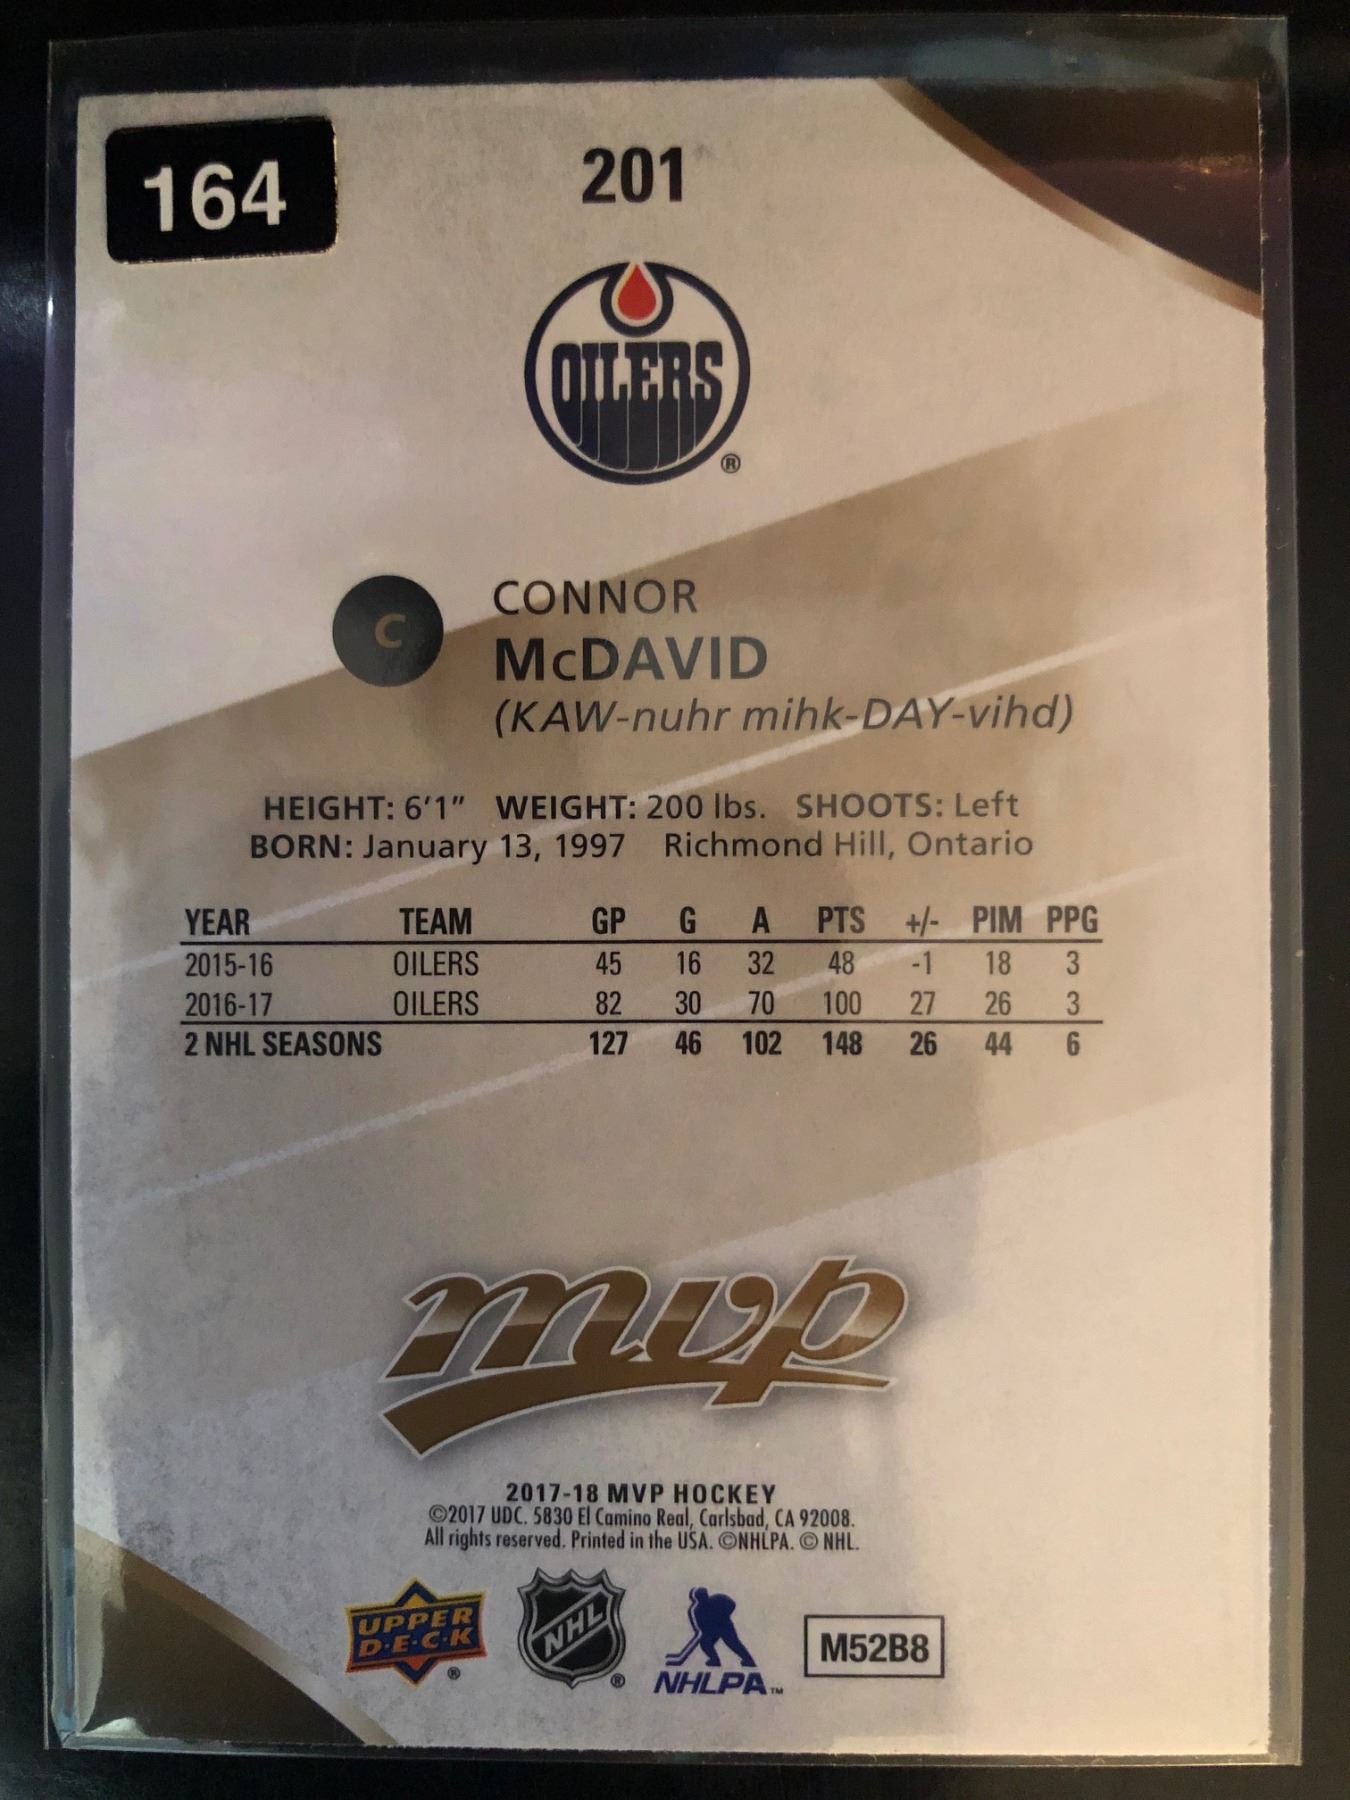 164
201
OILERS
®
C
CONNOR
McDAVID
(KAW-nuhr mihk-DAY-vihd)
HEIGHT: 6'1" WEIGHT: 200 lbs. SHOOTS: Left
BORN: January 13, 1997 Richmond Hill, Ontario
YEAR TEAM GP G A PTS +/- PIM PPG
2015-16 OILERS 45 16 32 48 -1 18 3
2016-17 OILERS 82 30 70 100 27 26 3
2 NHL SEASONS 127 46 102 148 26 44 6
mvp
2017-18 MVP HOCKEY
©2017 UDC. 5830 El Camino Real, Carlsbad, CA 92008.
All rights reserved. Printed in the USA. ©NHLPA. © NHL.
UPPER
D·E·C·K
®
NHL
®
NHLPA™
M52B8